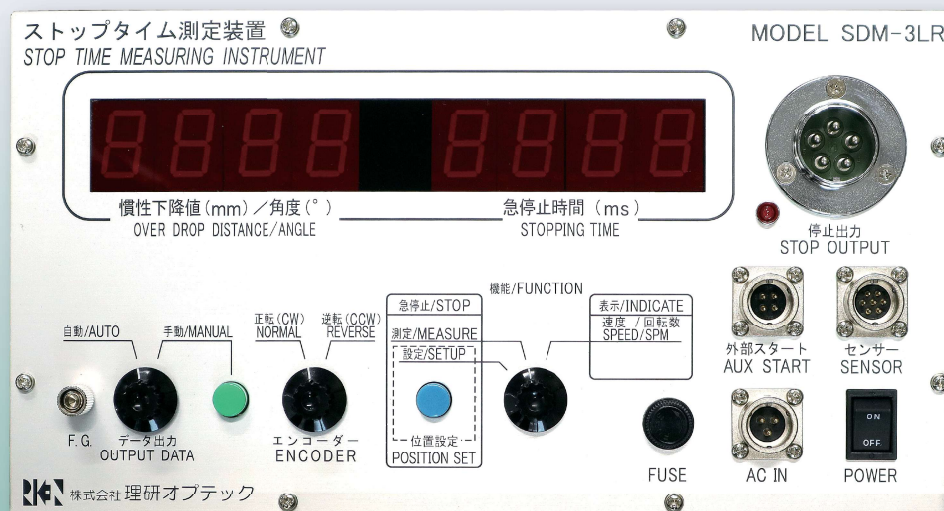 ストップタイム測定装置
STOP TIME MEASURING INSTRUMENT
MODEL SDM-3LR
慣性下降値(mm)/角度(°)
OVER DROP DISTANCE/ANGLE
急停止時間 (ms)
STOPPING TIME
停止出力
STOP OUTPUT
自動/AUTO
手動/MANUAL
正転(CW)
NORMAL
逆転(CCW)
REVERSE
機能/FUNCTION
急停止/STOP
測定/MEASURE
設定/SETUP
表示/INDICATE
速度 /回転数
SPEED/SPM
外部スタート
AUX START
センサー
SENSOR
F.G.
データ出力
OUTPUT DATA
エンコーダー
ENCODER
位置設定
POSITION SET
FUSE
AC IN
ON
OFF
POWER
RIKEN 株式会社 理研オプテック